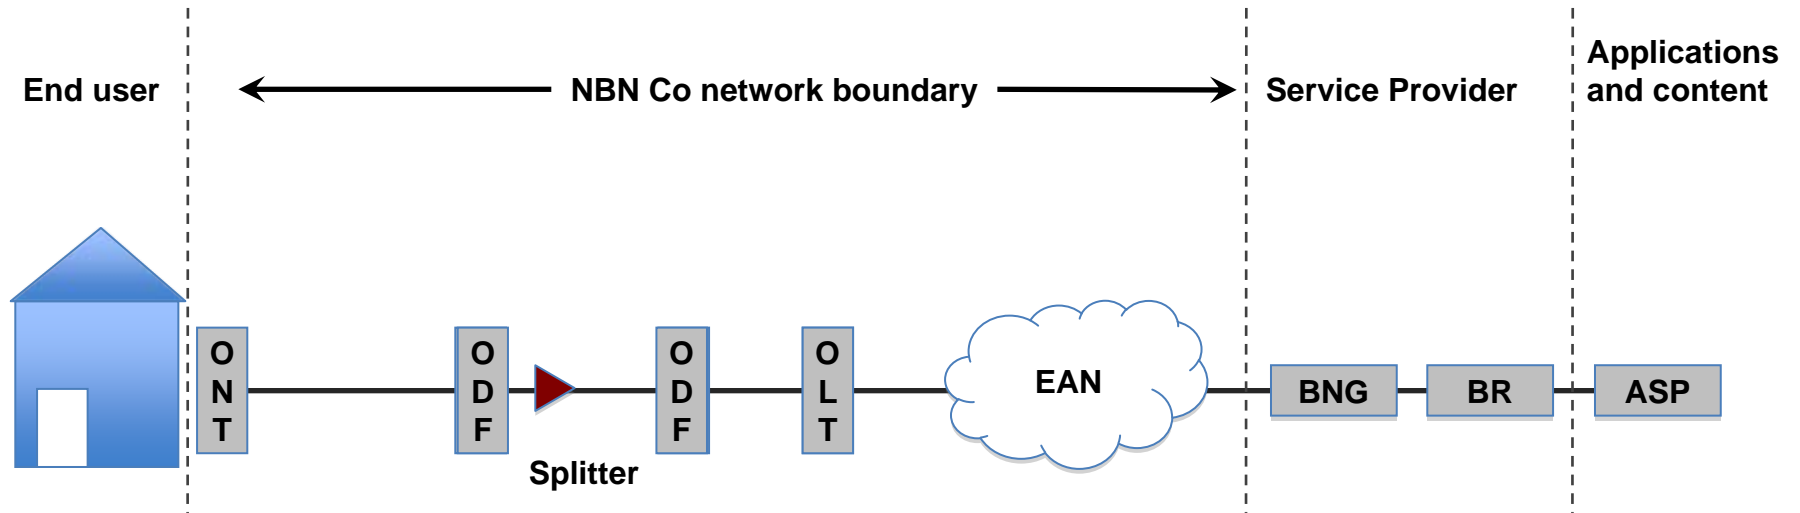 Applications
End user
NBN Co network boundary
Service Provider
and content
O
N
T
O
D
F
O
D
F
O
L
T
EAN
BNG
BR
ASP
Splitter